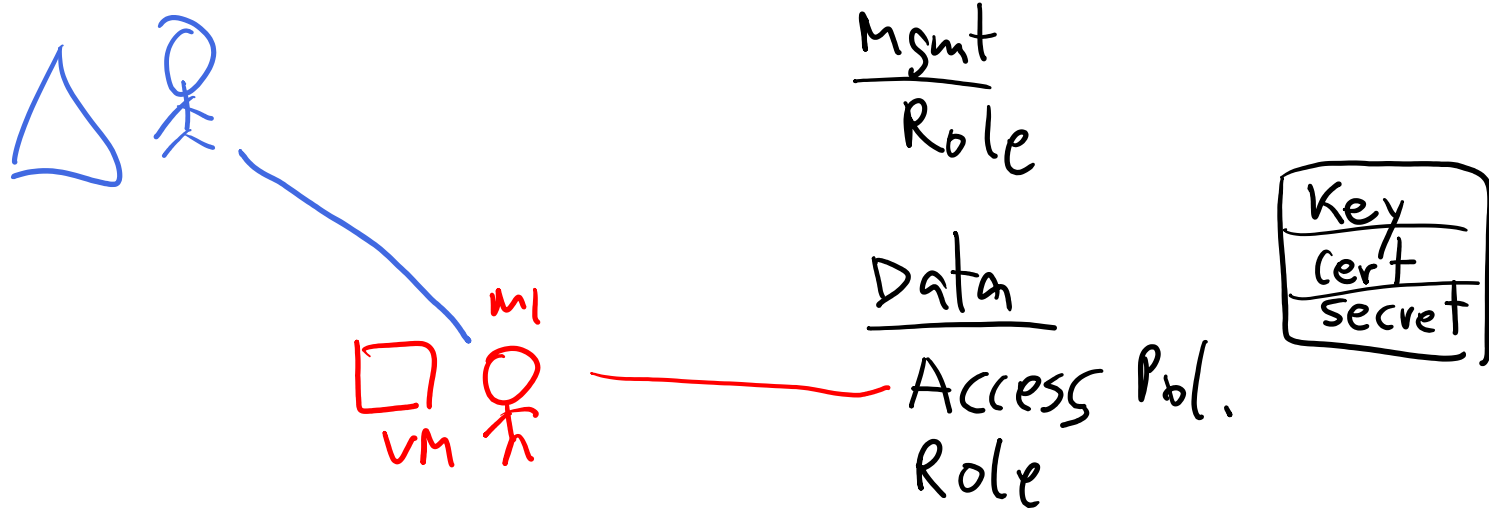 Mgmt
Role
Key
cert
secret
Data
MI
VM
Access Pol.
Role